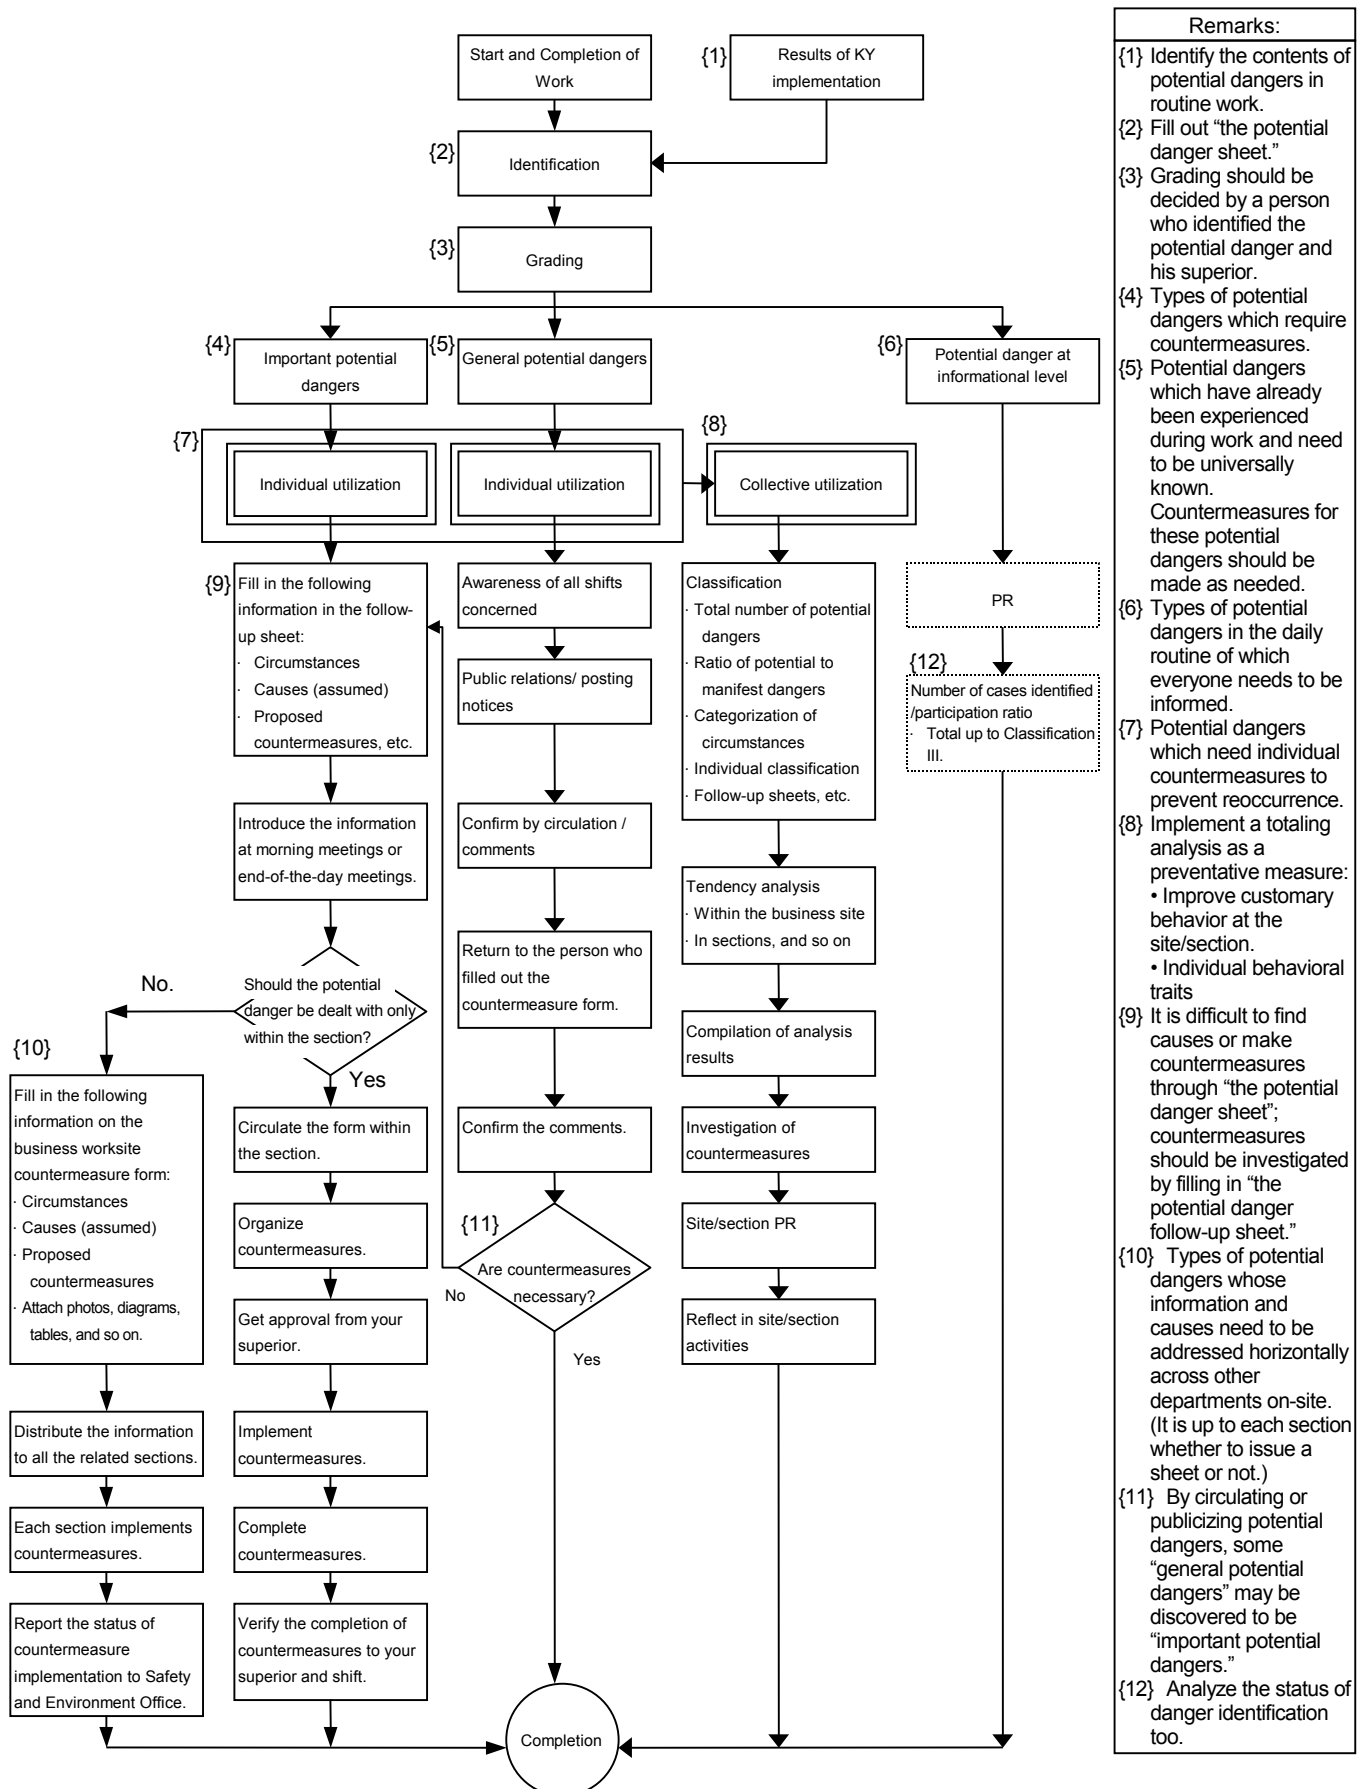 Start and Completion of
Work
{1}
Results of KY
implementation
{2}
Identification
{3}
Grading
{4}
Important potential
dangers
{5}
General potential dangers
{6}
Potential danger at
informational level
{7}
Individual utilization
Individual utilization
{8}
Collective utilization
{9}
Fill in the following
information in the follow-
up sheet:
· Circumstances
· Causes (assumed)
· Proposed
countermeasures, etc.
Introduce the information
at morning meetings or
end-of-the-day meetings.
Should the potential
danger be dealt with only
within the section?
No.
Yes
{10}
Fill in the following
information on the
business worksite
countermeasure form:
· Circumstances
· Causes (assumed)
· Proposed
countermeasures
· Attach photos, diagrams,
tables, and so on.
Distribute the information
to all the related sections.
Each section implements
countermeasures.
Report the status of
countermeasure
implementation to Safety
and Environment Office.
Circulate the form within
the section.
Organize
countermeasures.
Get approval from your
superior.
Implement
countermeasures.
Complete
countermeasures.
Verify the completion of
countermeasures to your
superior and shift.
Awareness of all shifts
concerned
Public relations/ posting
notices
Confirm by circulation /
comments
Return to the person who
filled out the
countermeasure form.
Confirm the comments.
{11}
Are countermeasures
necessary?
No
Yes
Classification
· Total number of potential
dangers
· Ratio of potential to
manifest dangers
· Categorization of
circumstances
· Individual classification
· Follow-up sheets, etc.
Tendency analysis
· Within the business site
· In sections, and so on
Compilation of analysis
results
Investigation of
countermeasures
Site/section PR
Reflect in site/section
activities
PR
{12}
Number of cases identified
/participation ratio
· Total up to Classification
III.
Completion
Remarks:
{1} Identify the contents of
potential dangers in
routine work.
{2} Fill out “the potential
danger sheet.”
{3} Grading should be
decided by a person
who identified the
potential danger and
his superior.
{4} Types of potential
dangers which require
countermeasures.
{5} Potential dangers
which have already
been experienced
during work and need
to be universally
known.
Countermeasures for
these potential
dangers should be
made as needed.
{6} Types of potential
dangers in the daily
routine of which
everyone needs to be
informed.
{7} Potential dangers
which need individual
countermeasures to
prevent reoccurrence.
{8} Implement a totaling
analysis as a
preventative measure:
• Improve customary
behavior at the
site/section.
• Individual behavioral
traits
{9} It is difficult to find
causes or make
countermeasures
through “the potential
danger sheet”;
countermeasures
should be investigated
by filling in “the
potential danger
follow-up sheet.”
{10} Types of potential
dangers whose
information and
causes need to be
addressed horizontally
across other
departments on-site.
(It is up to each section
whether to issue a
sheet or not.)
{11} By circulating or
publicizing potential
dangers, some
“general potential
dangers” may be
discovered to be
“important potential
dangers.”
{12} Analyze the status of
danger identification
too.